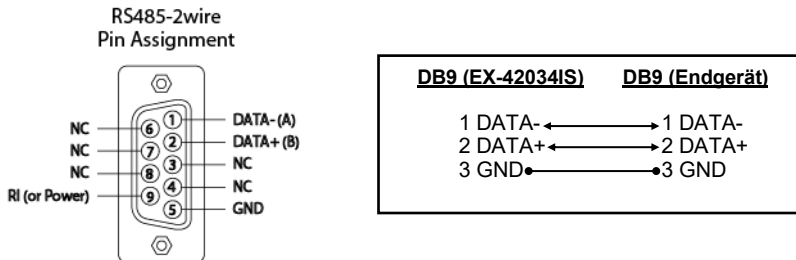 RS485-2wire
Pin Assignment
NC
NC
NC
RI (or Power)
6
7
8
9
1
2
3
4
5
DATA- (A)
DATA+ (B)
NC
NC
GND
DB9 (EX-42034IS) DB9 (Endgerät)
1 DATA- 1 DATA-
2 DATA+ 2 DATA+
3 GND 3 GND